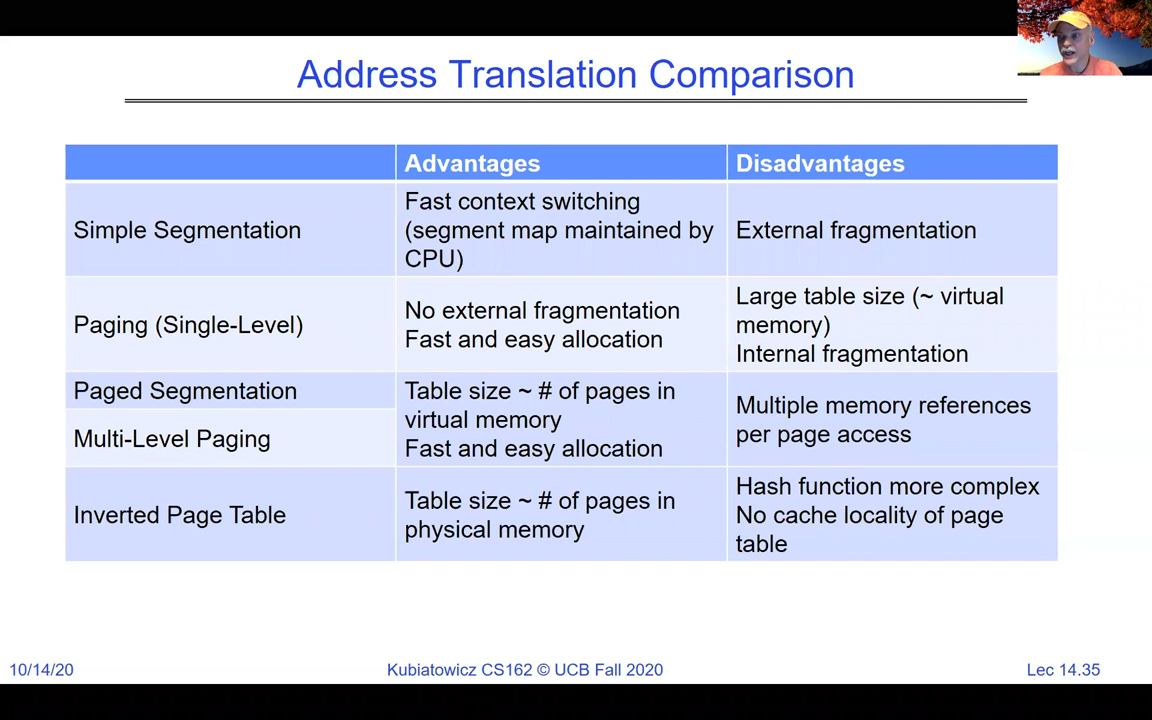 Address Translation Comparison
Advantages
Disadvantages
Simple Segmentation
Fast context switching
(segment map maintained by
CPU)
External fragmentation
Paging (Single-Level)
No external fragmentation
Fast and easy allocation
Large table size (~ virtual
memory)
Internal fragmentation
Paged Segmentation
Multi-Level Paging
Table size ~ # of pages in
virtual memory
Fast and easy allocation
Multiple memory references
per page access
Inverted Page Table
Table size ~ # of pages in
physical memory
Hash function more complex
No cache locality of page
table
10/14/20
Kubiatowicz CS162 © UCB Fall 2020
Lec 14.35